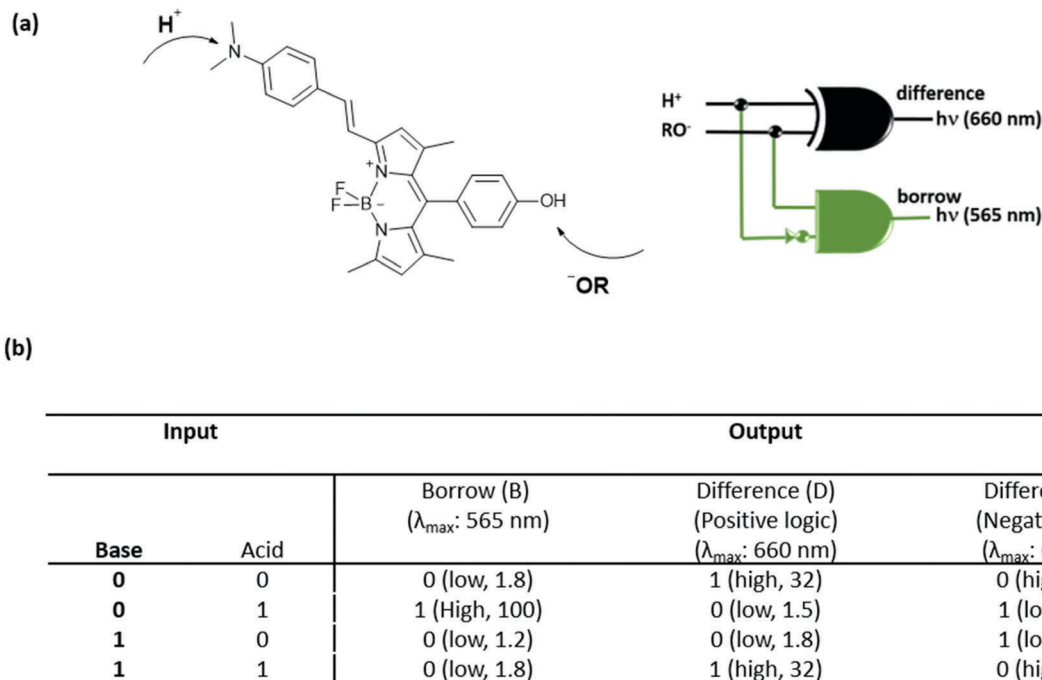 (a)
H⁺
N
N
+
F
F
B
−
N
OH
⁻OR
H⁺
RO⁻
difference
hν (660 nm)
borrow
hν (565 nm)
(b)
Input Output
Borrow (B) Difference (D)
(λmax: 565 nm) (Positive logic)
Base Acid (λmax: 660 nm)
0 0 0 (low, 1.8) 1 (high, 32)
0 1 1 (High, 100) 0 (low, 1.5)
1 0 0 (low, 1.2) 0 (low, 1.8)
1 1 0 (low, 1.8) 1 (high, 32)